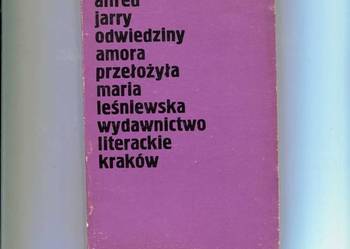 alfred
jarry
odwiedziny
amora
przełożyła
maria
leśniewska
wydawnictwo
literackie
kraków